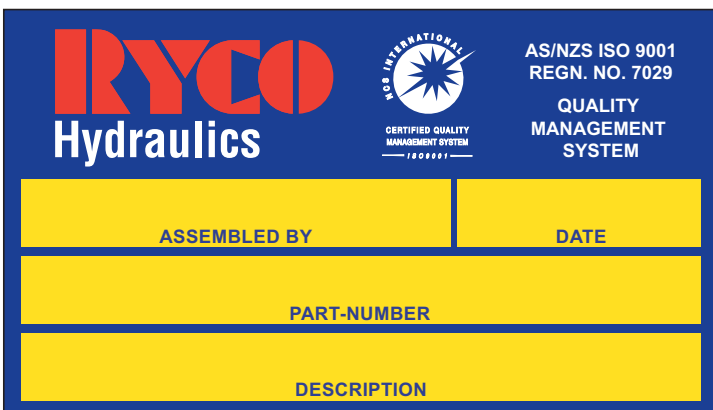 RYCO
Hydraulics
NCS INTERNATIONAL
CERTIFIED QUALITY
MANAGEMENT SYSTEM
ISO9001
AS/NZS ISO 9001
REGN. NO. 7029
QUALITY
MANAGEMENT
SYSTEM
ASSEMBLED BY
DATE
PART-NUMBER
DESCRIPTION